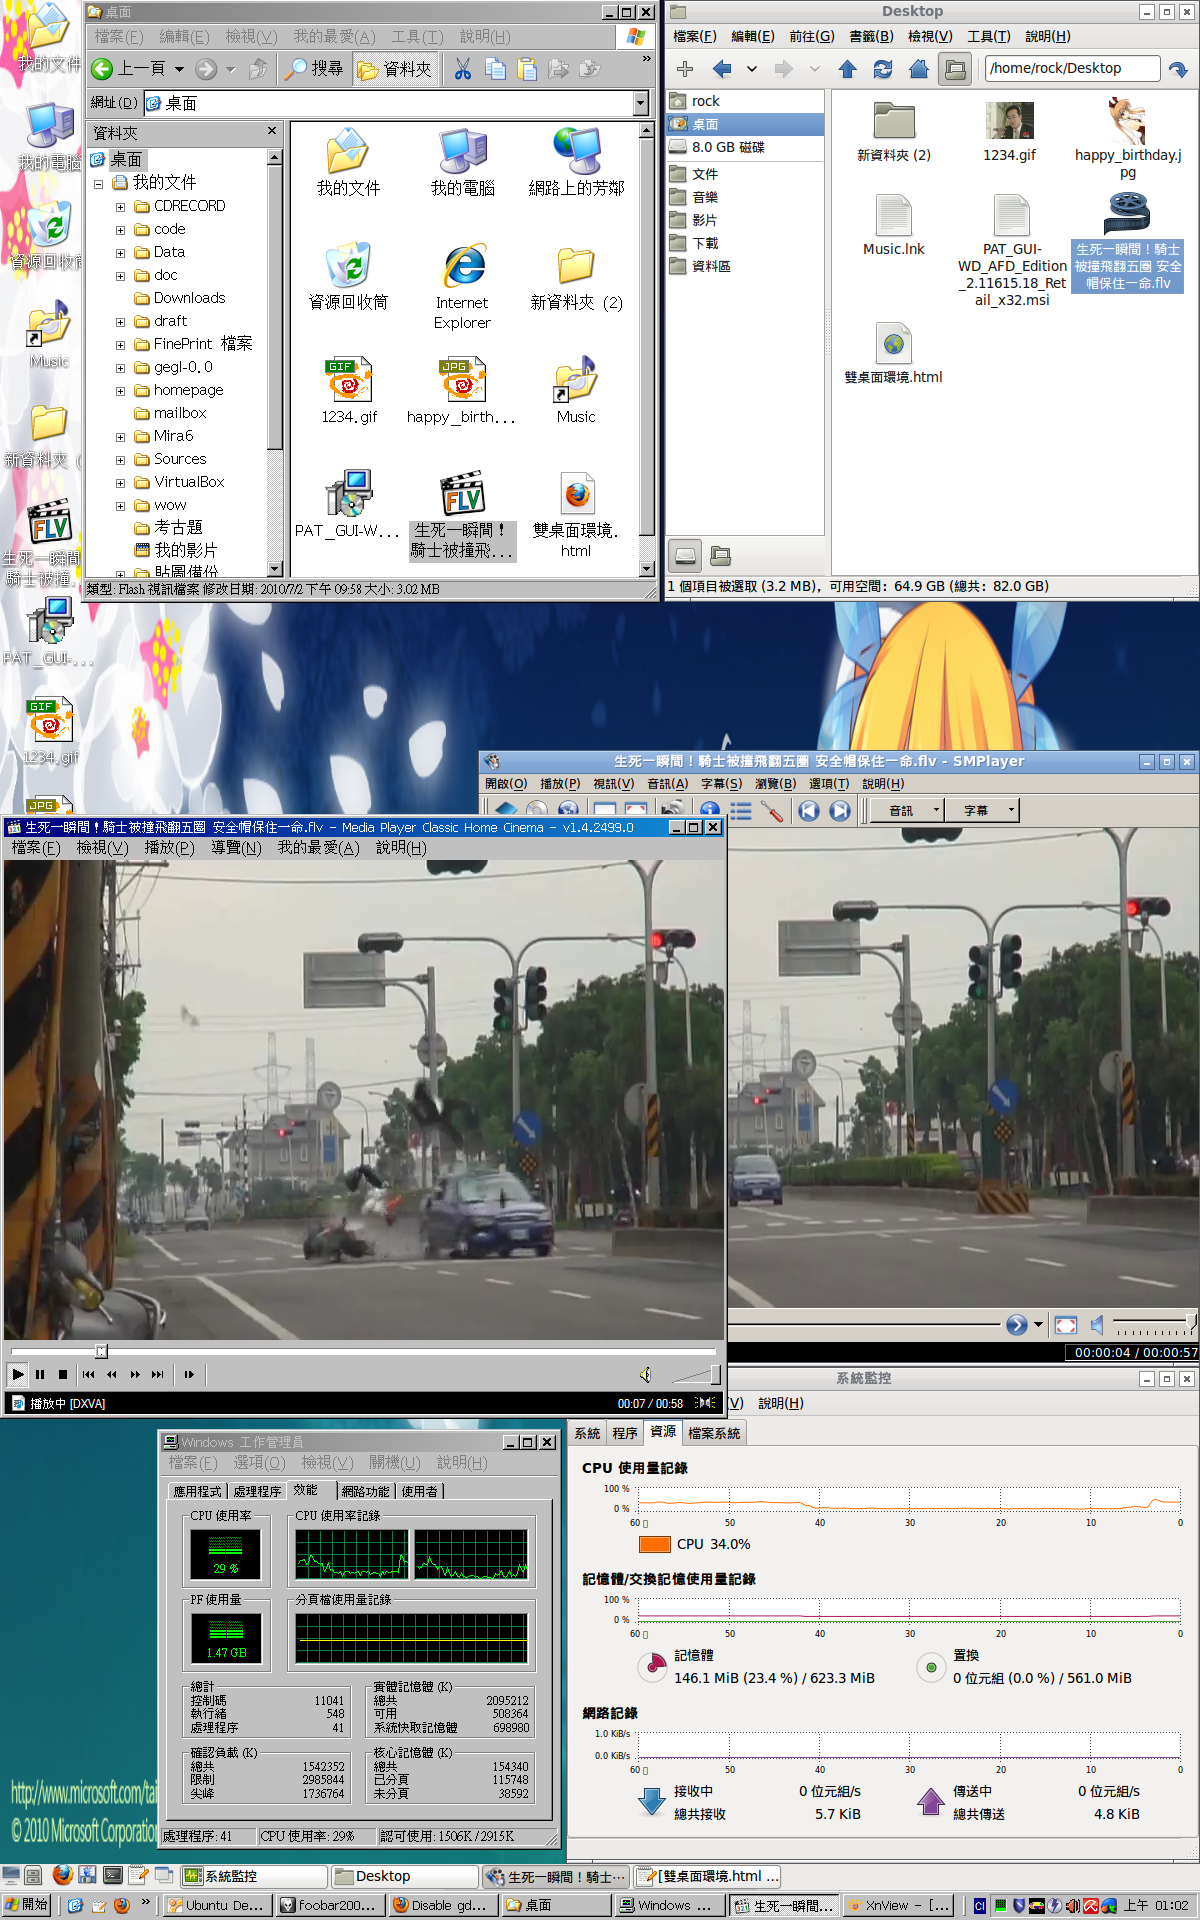 我的文件
我的電腦
資源回收筒
Music
新資料夾 (
生死一瞬間
騎士被撞.
PAT_GUI-...
1234.gif
JPG
桌面
檔案(F) 編輯(E) 檢視(V) 我的最愛(A) 工具(T) 說明(H)
上一頁 搜尋 資料夾
網址(D) 桌面
資料夾
桌面
我的文件
CDRECORD
code
Data
doc
Downloads
draft
FinePrint 檔案
gegl-0.0
homepage
mailbox
Mira6
Sources
VirtualBox
wow
考古題
我的影片
貼圖備份
我的文件
我的電腦
網路上的芳鄰
資源回收筒
Internet
Explorer
新資料夾 (2)
GIF
1234.gif
JPG
happy_birth...
Music
PAT_GUI-W...
FLV
生死一瞬間!
騎士被撞飛...
雙桌面環境.
html
類型: Flash 視訊檔案 修改日期: 2010/7/2 下午 09:58 大小: 3.02 MB
Desktop
檔案(F) 編輯(E) 前往(G) 書籤(B) 檢視(V) 工具(T) 說明(H)
/home/rock/Desktop
rock
桌面
8.0 GB 磁碟
文件
音樂
影片
下載
資料區
新資料夾 (2)
1234.gif
happy_birthday.j
pg
Music.lnk
PAT_GUI-
WD_AFD_Edition
_2.11615.18_Ret
ail_x32.msi
生死一瞬間！騎士
被撞飛翻五圈 安全
帽保住一命.flv
雙桌面環境.html
1 個項目被選取 (3.2 MB)，可用空間：64.9 GB (總共：82.0 GB)
生死一瞬間！騎士被撞飛翻五圈 安全帽保住一命.flv - SMPlayer
開啟(O) 播放(P) 視訊(V) 音訊(A) 字幕(S) 瀏覽(B) 選項(T) 說明(H)
音訊 字幕
00:00:04 / 00:00:57
生死一瞬間！騎士被撞飛翻五圈 安全帽保住一命.flv - Media Player Classic Home Cinema - v1.4.2499.0
檔案(F) 檢視(V) 播放(P) 導覽(N) 我的最愛(A) 說明(H)
播放中 [DXVA]
00:07 / 00:58
Windows 工作管理員
檔案(F) 選項(O) 檢視(V) 關機(U) 說明(H)
應用程式 處理程序 效能 網路功能 使用者
CPU 使用率
29 %
CPU 使用率記錄
PF 使用量
1.47 GB
分頁檔使用量記錄
總計
控制碼 11041
執行緒 548
處理程序 41
實體記憶體 (K)
總共 2095212
可用 508364
系統快取記憶體 698980
確認負載 (K)
總共 1542352
限制 2985844
尖峰 1736764
核心記憶體 (K)
總共 154340
已分頁 115748
未分頁 38592
處理程序: 41 CPU 使用率: 29% 認可使用: 1506K / 2915K
http://www.microsoft.com/tai
© 2010 Microsoft Corporation
系統監控
(V) 說明(H)
系統 程序 資源 檔案系統
CPU 使用量記錄
100 %
0 %
60 50 40 30 20 10 0
CPU 34.0%
記憶體/交換記憶使用量記錄
100 %
0 %
60 50 40 30 20 10 0
記憶體
146.1 MiB (23.4 %) / 623.3 MiB
置換
0 位元組 (0.0 %) / 561.0 MiB
網路記錄
1.0 KiB/s
0.0 KiB/s
60 50 40 30 20 10 0
接收中 0 位元組/s
總共接收 5.7 KiB
傳送中 0 位元組/s
總共傳送 4.8 KiB
系統監控 Desktop 生死一瞬間！騎士… [雙桌面環境.html ...
開始 Ubuntu De... foobar200... Disable gd... 桌面 Windows ... 生死一瞬間... XnView - [... CI 上午 01:02